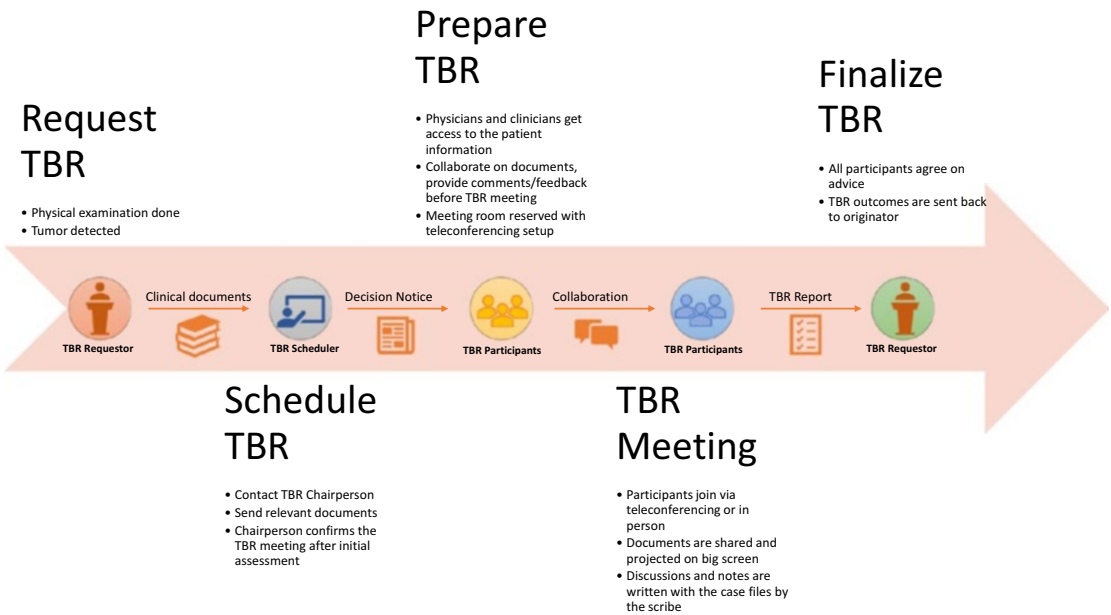 Request
TBR
• Physical examination done
• Tumor detected
Prepare
TBR
• Physicians and clinicians get
access to the patient
information
• Collaborate on documents,
provide comments/feedback
before TBR meeting
• Meeting room reserved with
teleconferencing setup
Finalize
TBR
• All participants agree on
advice
• TBR outcomes are sent back
to originator
TBR Requestor
Clinical documents
TBR Scheduler
Decision Notice
TBR Participants
Collaboration
TBR Participants
TBR Report
TBR Requestor
Schedule
TBR
• Contact TBR Chairperson
• Send relevant documents
• Chairperson confirms the
TBR meeting after initial
assessment
TBR
Meeting
• Participants join via
teleconferencing or in
person
• Documents are shared and
projected on big screen
• Discussions and notes are
written with the case files by
the scribe